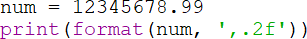 num = 12345678.99
print(format(num, ',.2f'))